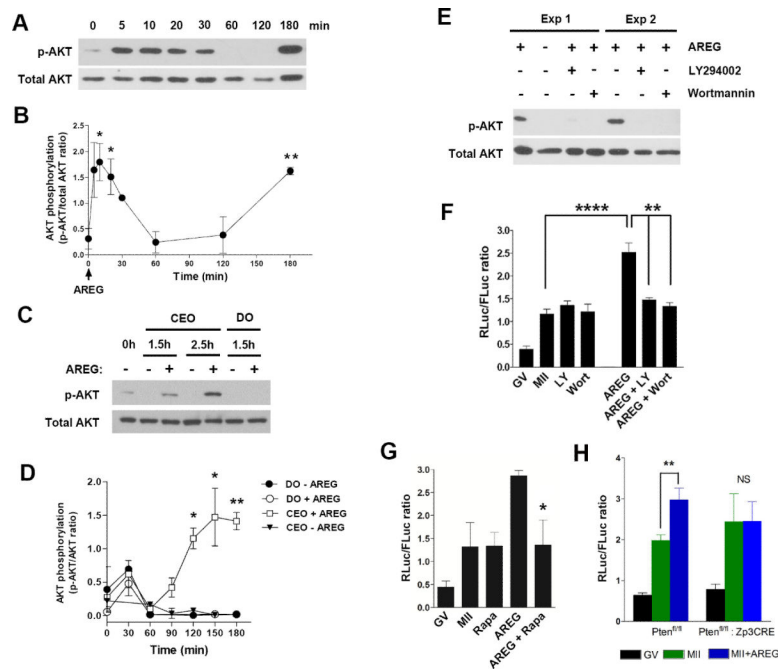 A
0 5 10 20 30 60 120 180 min
p-AKT
Total AKT
B
AKT phosphorylation
(p-AKT/total AKT ratio)
2.5
2.0
1.5
1.0
0.5
0.0
* * **
0 30 60 90 120 150 180
Time (min)
AREG
C
CEO DO
0h 1.5h 2.5h 1.5h
AREG: - - + - + - +
p-AKT
Total AKT
D
AKT phosphorylation
(p-AKT/AKT ratio)
2.0
1.5
1.0
0.5
0.0
* * **
DO - AREG
DO + AREG
CEO + AREG
CEO - AREG
0 30 60 90 120 150 180
Time (min)
E
Exp 1 Exp 2
+ - + + + + + AREG
- - + - - + - LY294002
- - - + - - + Wortmannin
p-AKT
Total AKT
F
RLuc/FLuc ratio
3.0
2.5
2.0
1.5
1.0
0.5
0.0
**** **
GV MII LY Wort AREG AREG + LY AREG + Wort
G
RLuc/FLuc ratio
3.0
2.5
2.0
1.5
1.0
0.5
0.0
*
GV MII Rapa AREG AREG + Rapa
H
RLuc/FLuc ratio
4
3
2
1
0
** NS
Pten^fl/fl Pten^fl/fl : Zp3CRE
GV MII MII+AREG